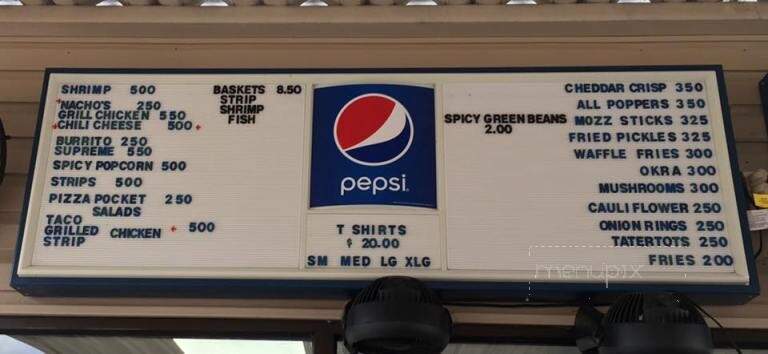 SHRIMP 500
NACHO'S 250
GRILL CHICKEN 550
CHILI CHEESE 500
BURRITO 250
SUPREME 550
SPICY POPCORN 500
STRIPS 500
PIZZA POCKET 250
SALADS
TACO
GRILLED CHICKEN 500
STRIP
BASKETS 8.50
STRIP
SHRIMP
FISH
pepsi
T SHIRTS
$ 20.00
SM MED LG XLG
SPICY GREEN BEANS
2.00
CHEDDAR CRISP 350
ALL POPPERS 350
MOZZ STICKS 325
FRIED PICKLES 325
WAFFLE FRIES 300
OKRA 300
MUSHROOMS 300
CAULIFLOWER 250
ONION RINGS 250
TATERTOTS 250
FRIES 200
menupix